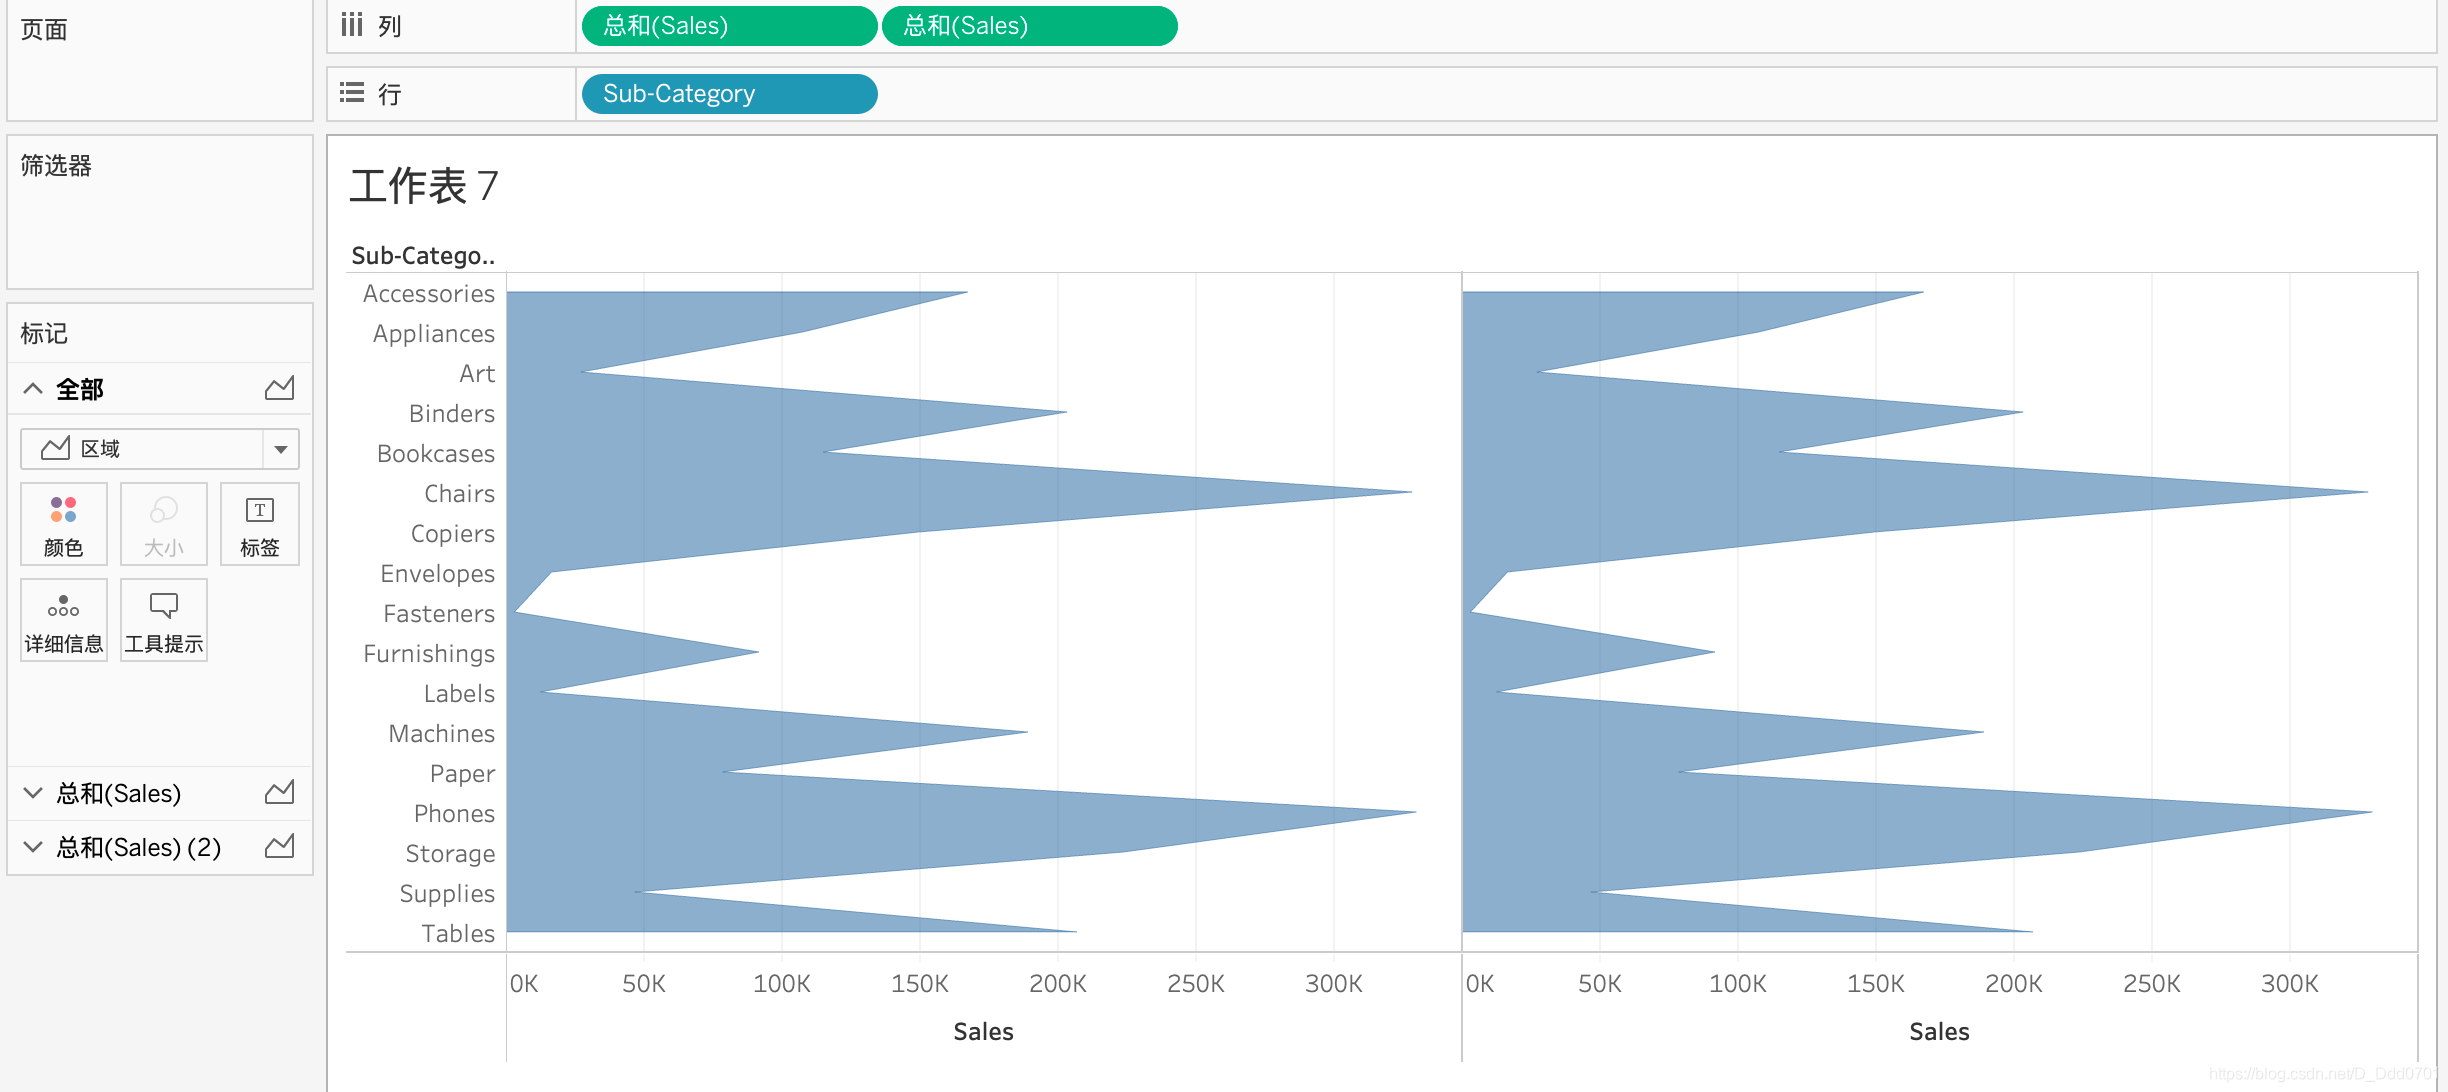 页面
列
总和(Sales)
总和(Sales)
行
Sub-Category
筛选器
标记
全部
区域
颜色
大小
标签
T
详细信息
工具提示
总和(Sales)
总和(Sales) (2)
工作表 7
Sub-Catego..
Accessories
Appliances
Art
Binders
Bookcases
Chairs
Copiers
Envelopes
Fasteners
Furnishings
Labels
Machines
Paper
Phones
Storage
Supplies
Tables
0K 50K 100K 150K 200K 250K 300K
0K 50K 100K 150K 200K 250K 300K
Sales
Sales
https://blog.csdn.net/D_Ddd0701